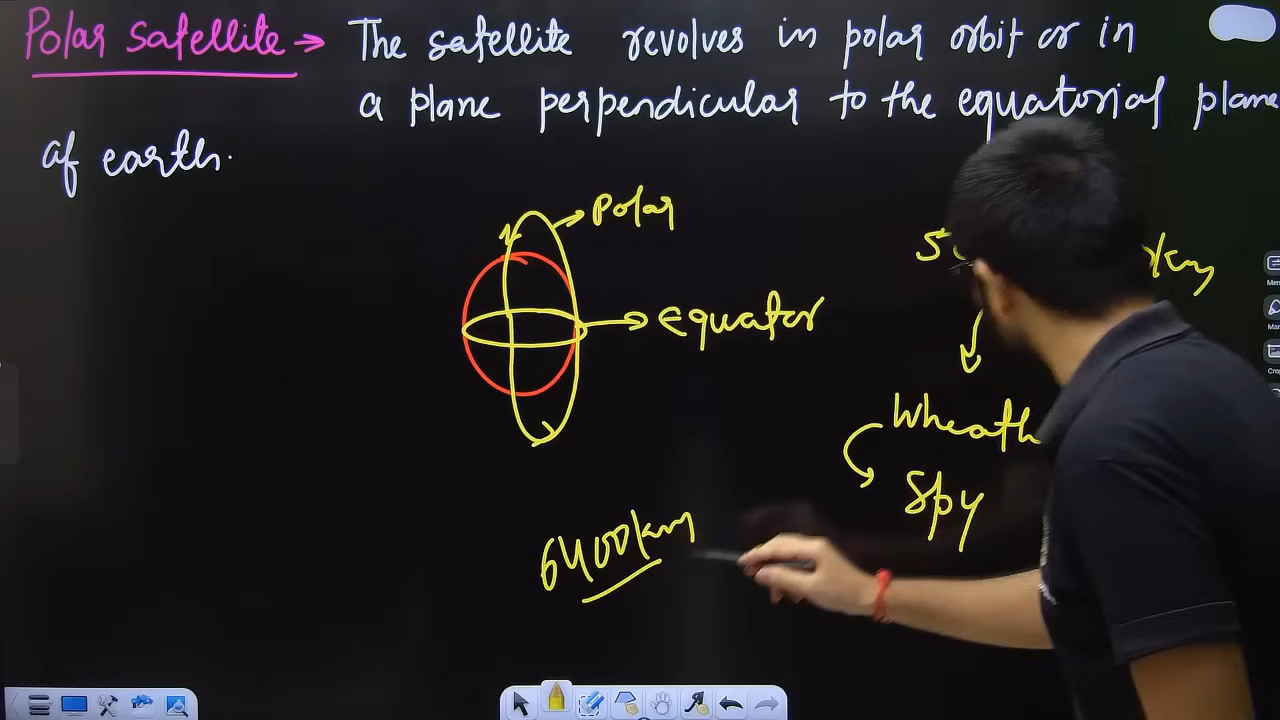 Polar satellite → The satellite revolves in polar orbit or in
a plane perpendicular to the equatorial plane
of earth.
Polar
km
Equator
Wheath
Spy
6400km